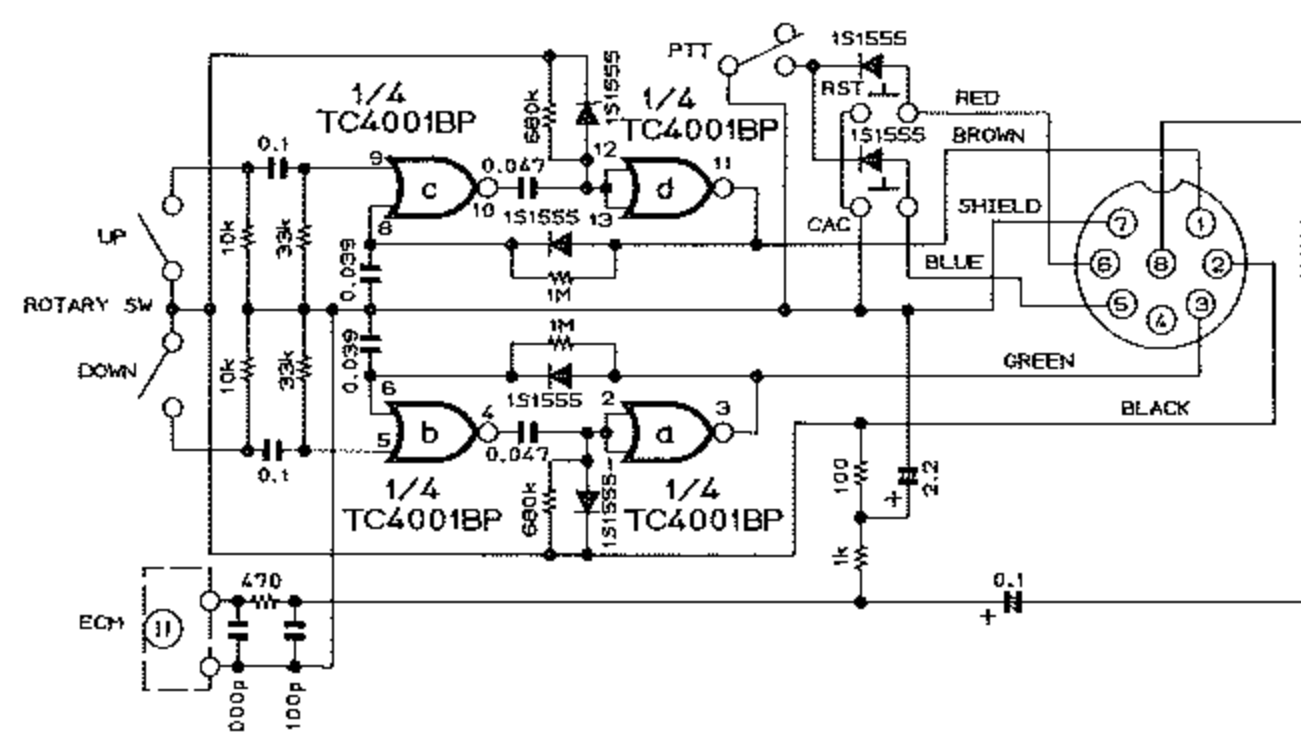 PTT
1S1555
1/4
TC4001BP
680k
1S1555
1/4
TC4001BP
RST
RED
1S1555
BROWN
0.1
9
8
c
10
0.047
12
13
d
11
UP
10k
33k
0.039
1S1555
1M
CAC
SHIELD
BLUE
7
1
6
8
2
5
4
3
ROTARY SW
DOWN
10k
33k
0.039
1M
1S1555
GREEN
BLACK
0.1
6
5
b
4
0.047
2
a
3
1/4
TC4001BP
680k
1S1555
1/4
TC4001BP
100
+
2.2
1k
ECM
470
000p
100p
0.1
+